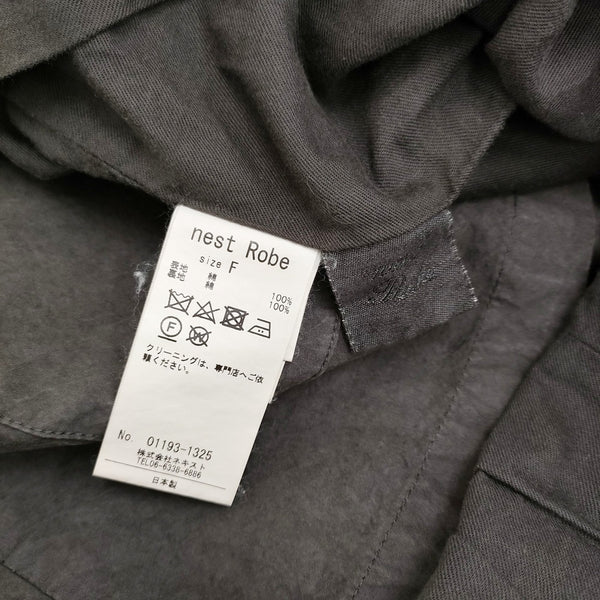 nest Robe
size F
表地 綿 100%
裏地 綿 100%
F W
クリーニングは、専門店へご依
頼ください。
No. 01193-1325
株式会社ネキスト
TEL06-6338-6886
日本製